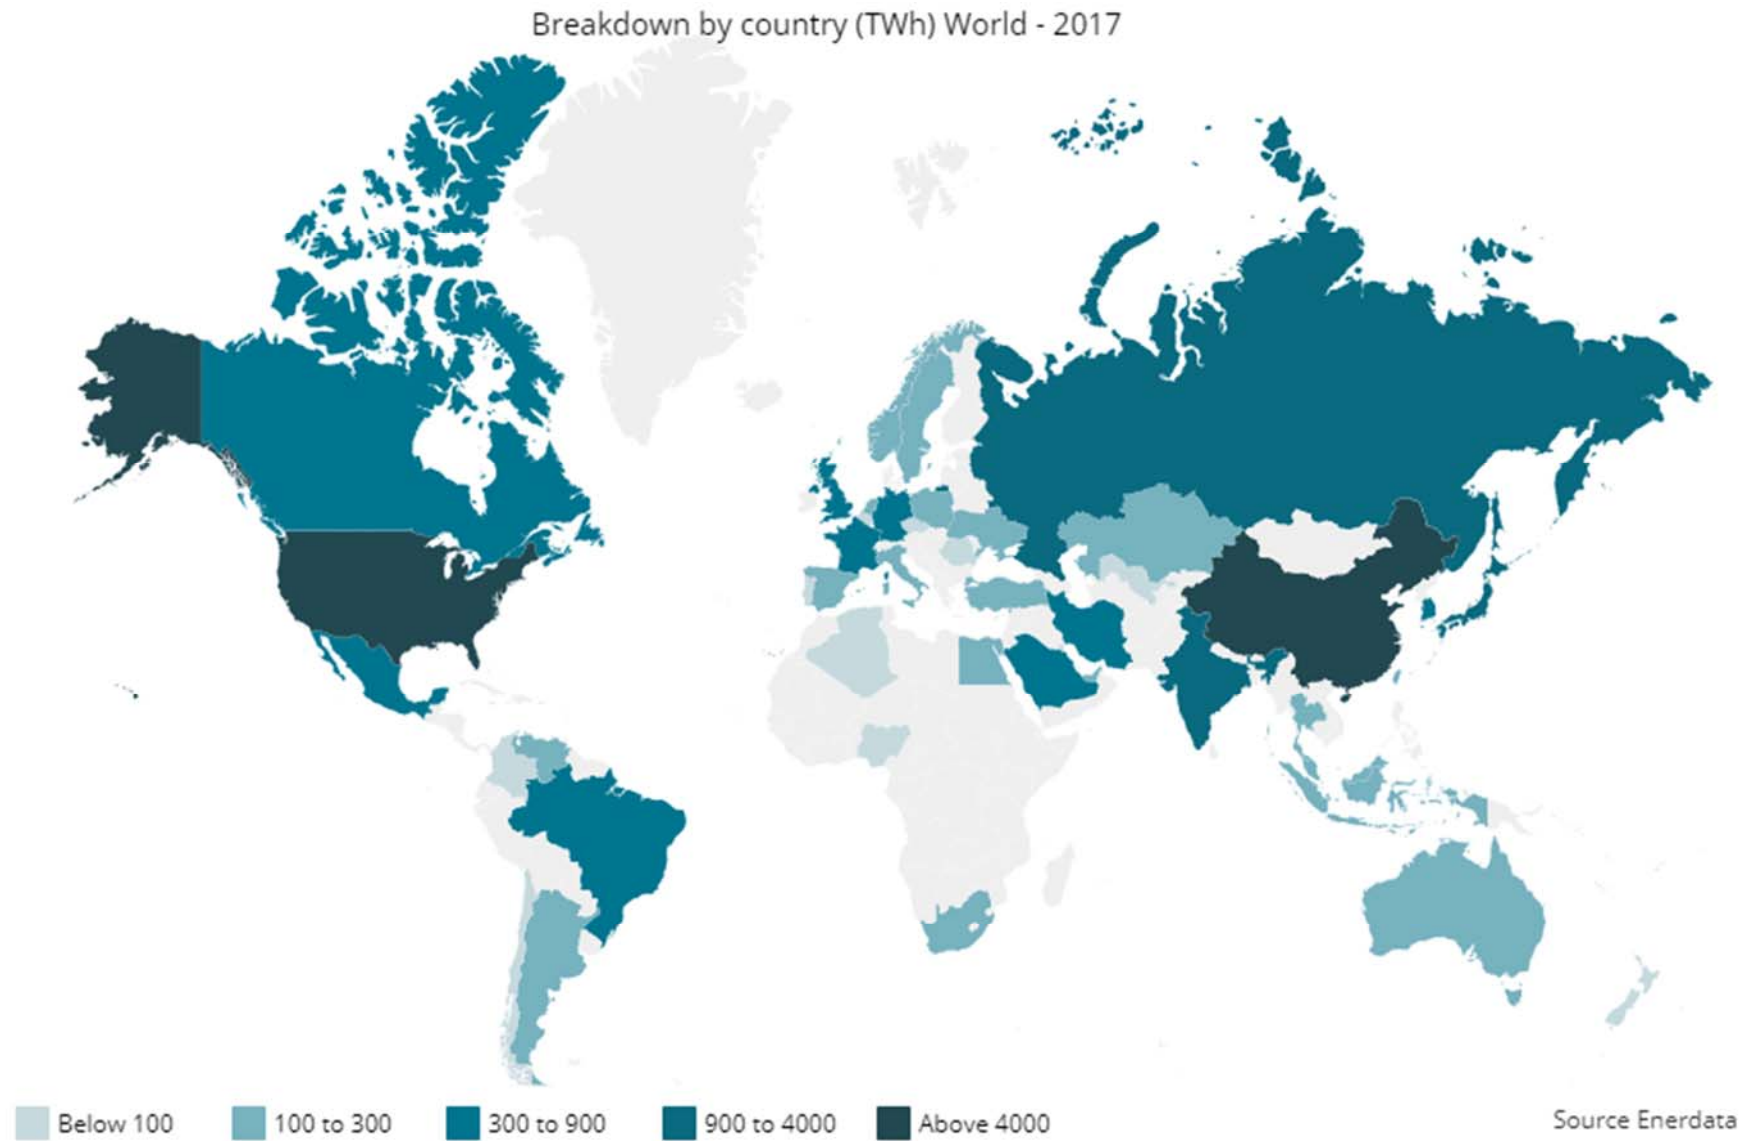 Breakdown by country (TWh) World - 2017
Below 100
100 to 300
300 to 900
900 to 4000
Above 4000
Source Enerdata